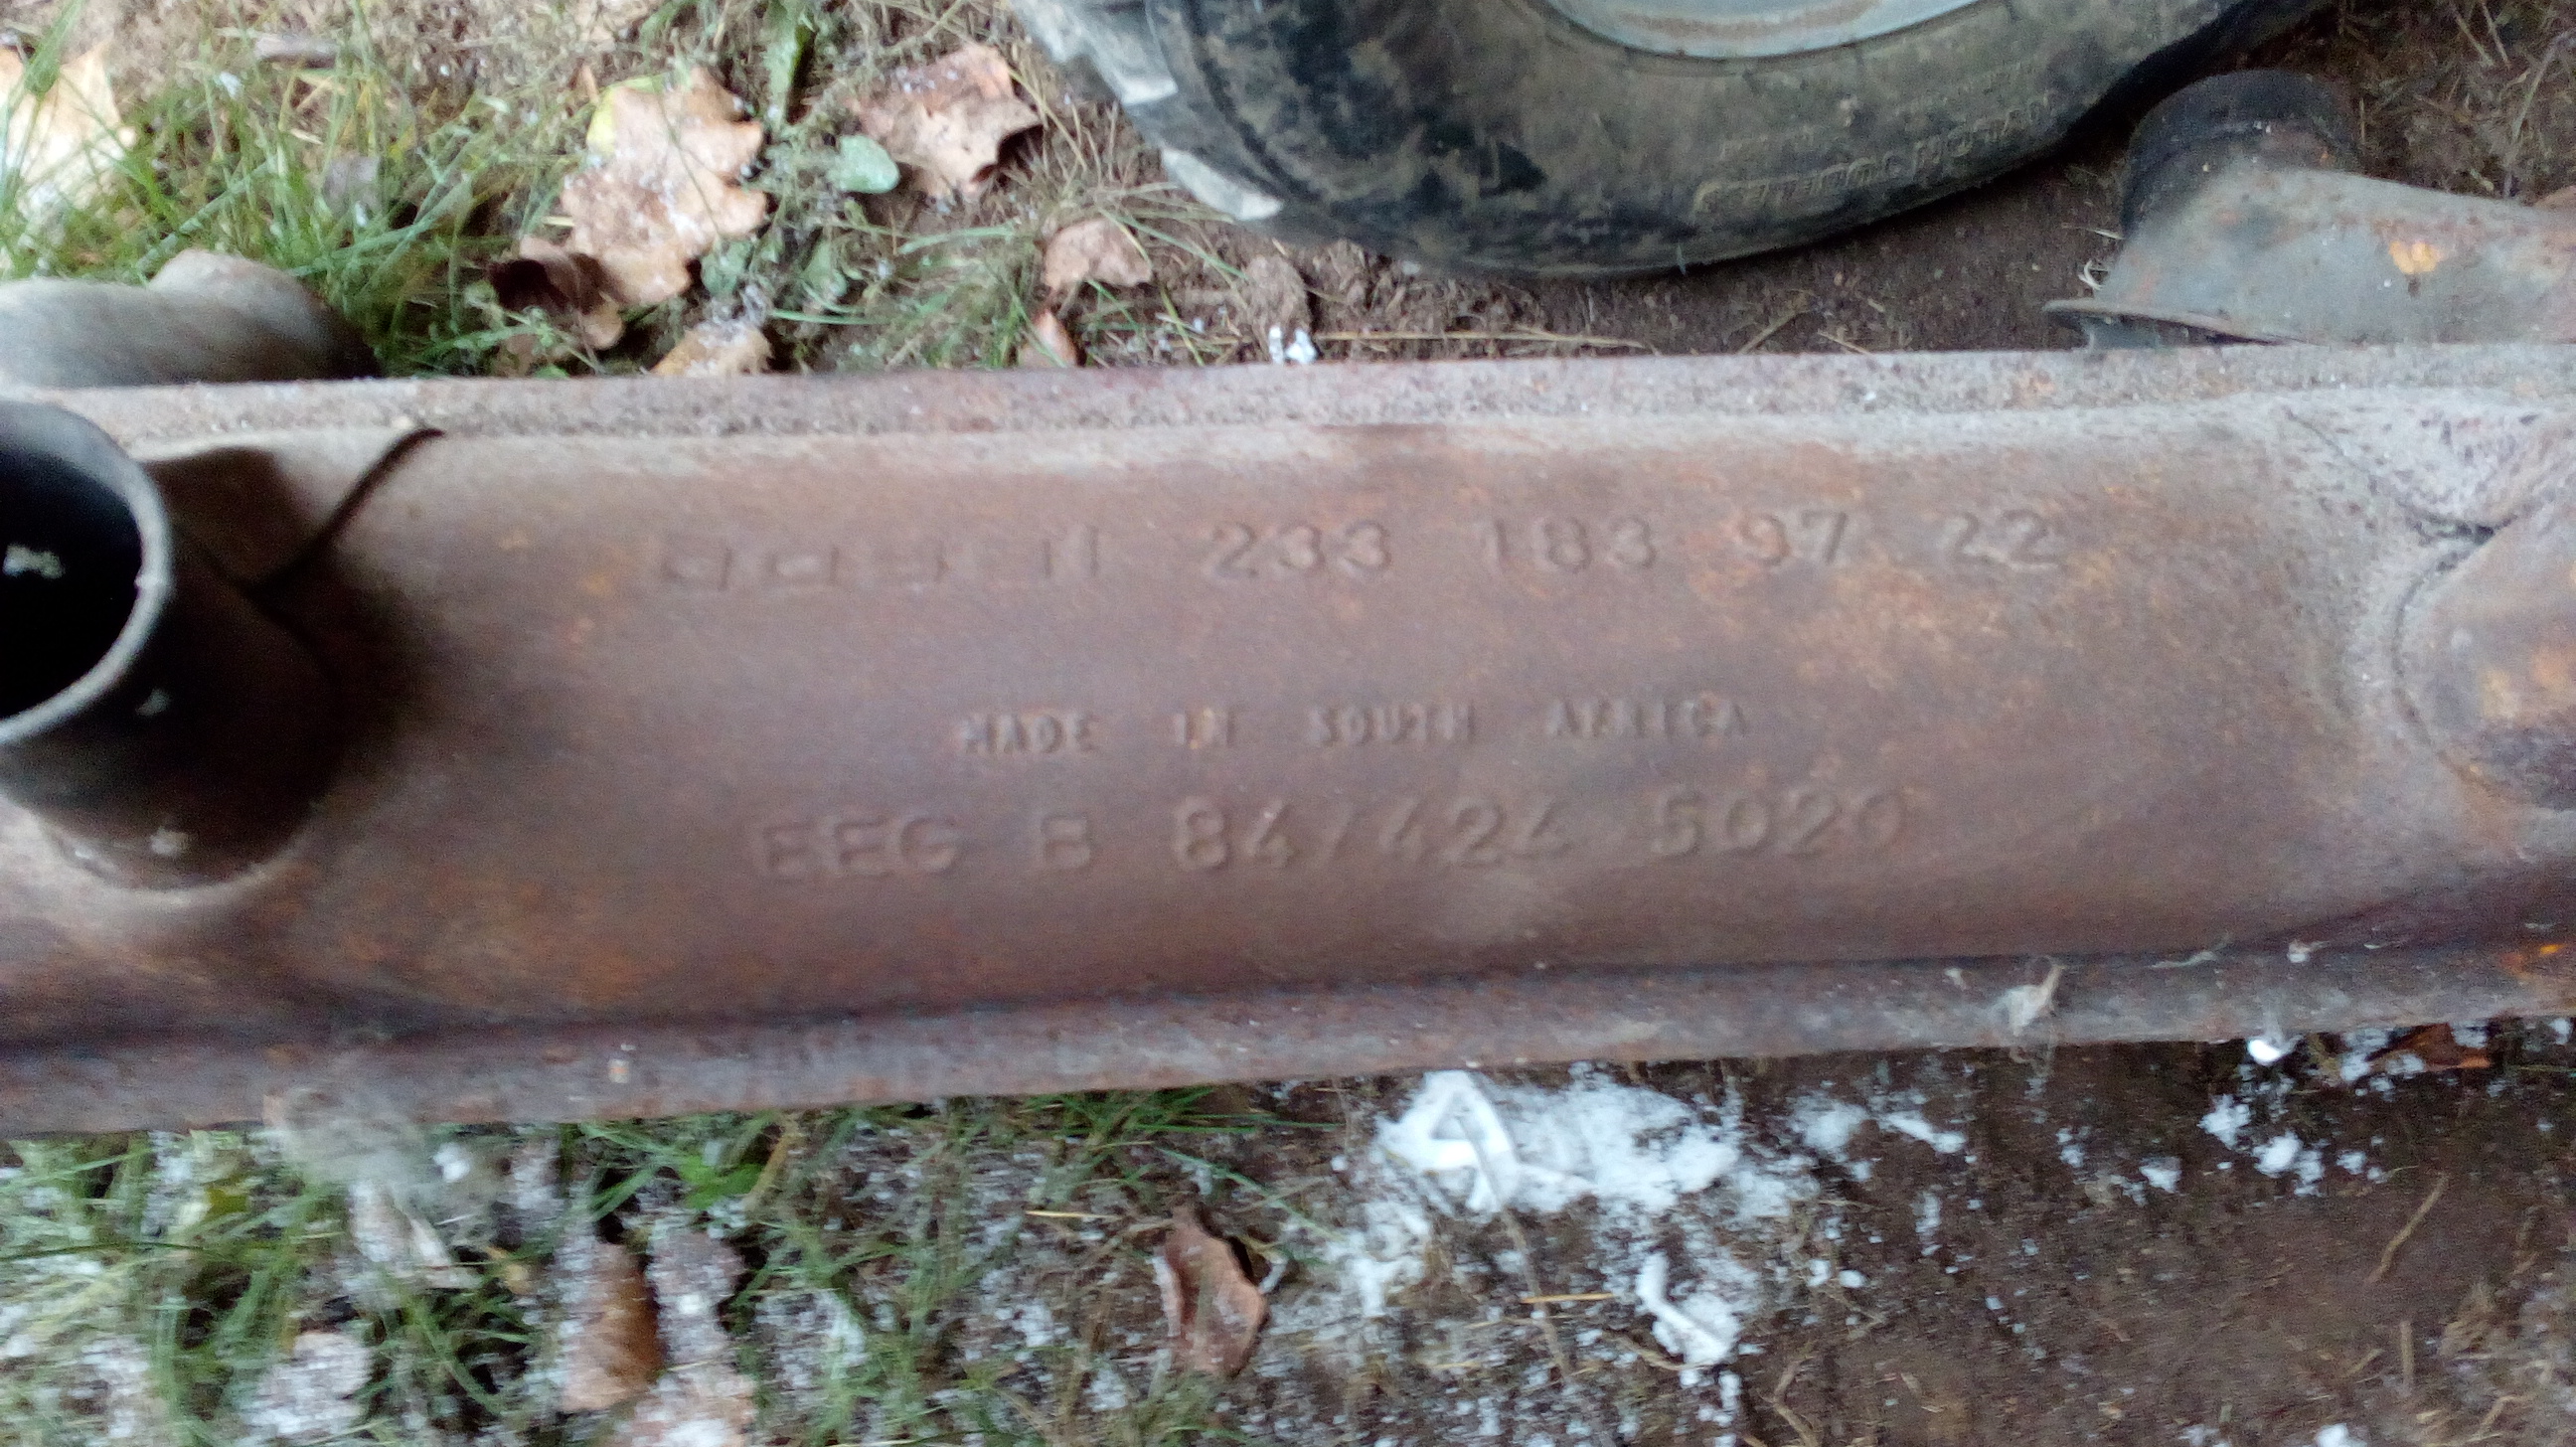 233 183 97 22
MADE IN SOUTH AFRICA
EEG B 84/424 5020